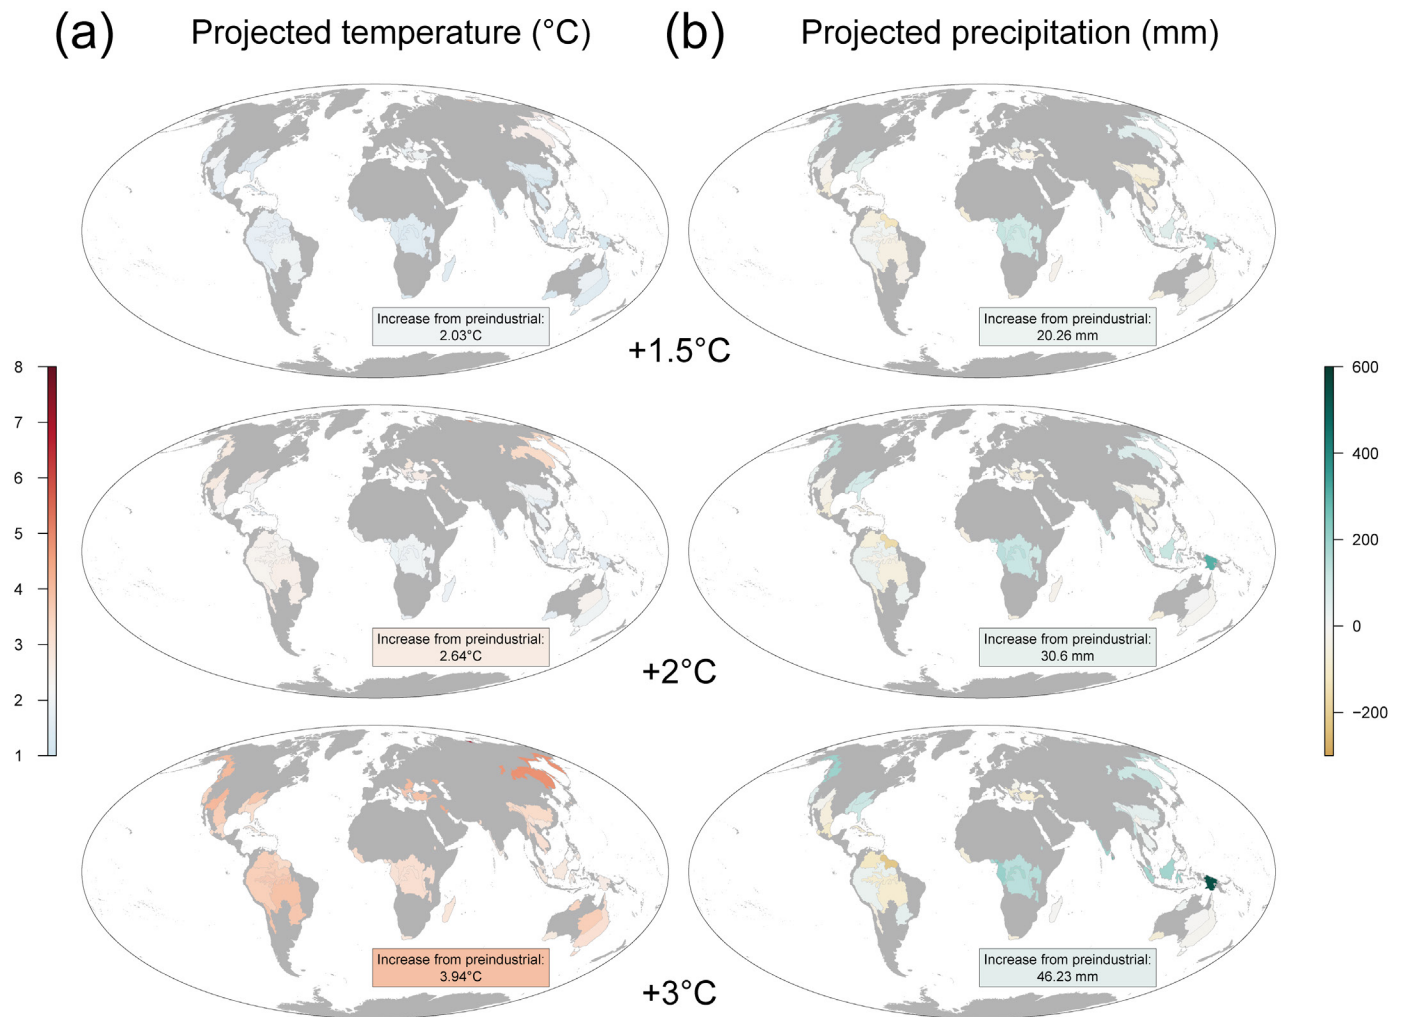 (a) Projected temperature (°C)
(b) Projected precipitation (mm)
Increase from preindustrial:
2.03°C
+1.5°C
Increase from preindustrial:
20.26 mm
8
7
6
5
4
3
2
1
Increase from preindustrial:
2.64°C
+2°C
Increase from preindustrial:
30.6 mm
600
400
200
0
−200
Increase from preindustrial:
3.94°C
+3°C
Increase from preindustrial:
46.23 mm